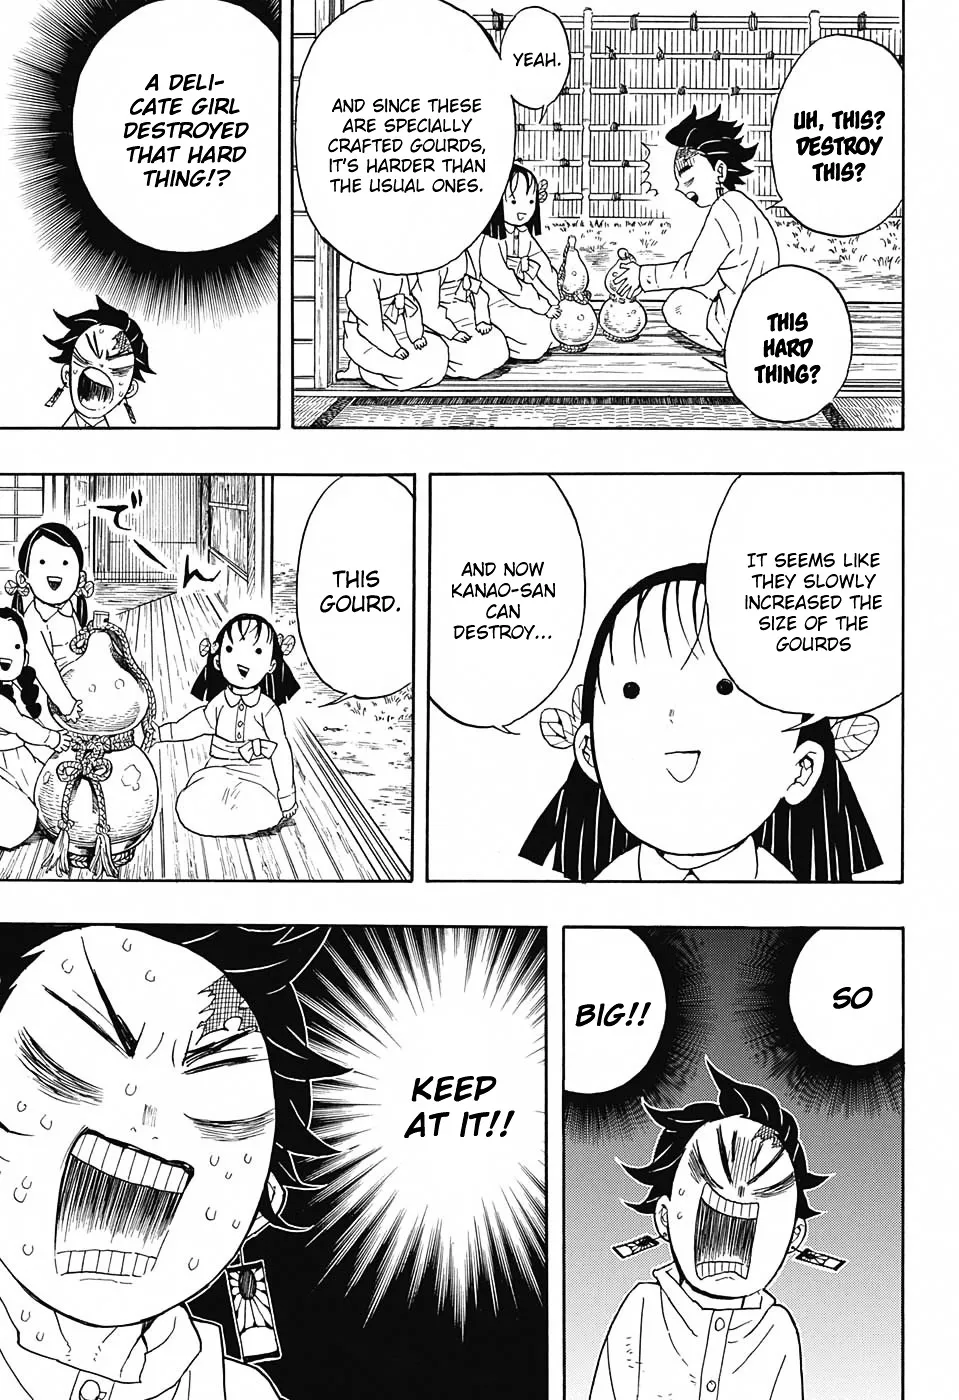 UH, THIS?
DESTROY
THIS?
THIS
HARD
THING?
YEAH.
AND SINCE THESE
ARE SPECIALLY
CRAFTED GOURDS,
IT'S HARDER THAN
THE USUAL ONES.
A DELI-
CATE GIRL
DESTROYED
THAT HARD
THING!?
IT SEEMS LIKE
THEY SLOWLY
INCREASED THE
SIZE OF THE
GOURDS
AND NOW
KANAO-SAN
CAN
DESTROY...
THIS
GOURD.
でーん
SO
BIG!!
KEEP
AT IT!!